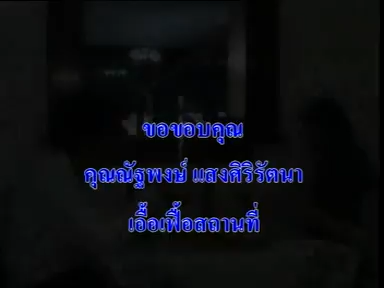 ขอขอบคุณ
คุณณัฐพงษ์ แสงศิริรัตนา
เอื้อเฟื้อสถานที่